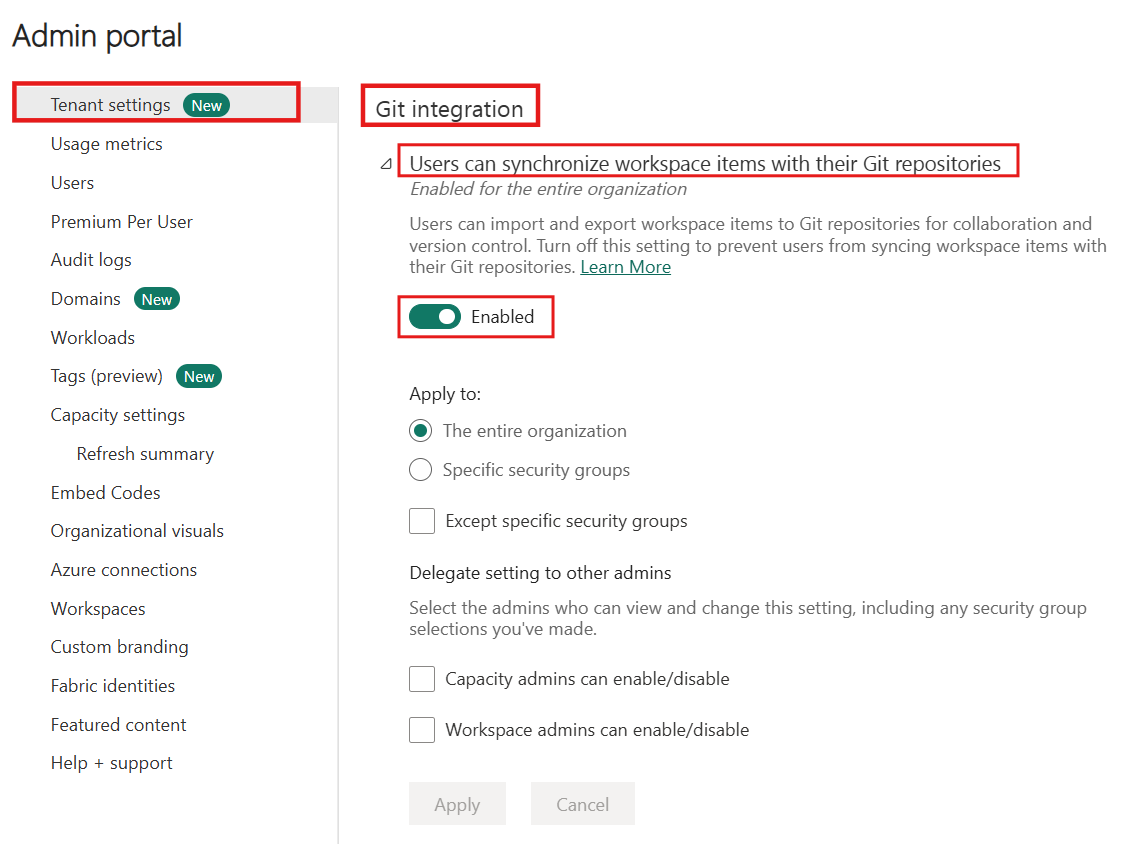 Admin portal
Tenant settings New
Usage metrics
Users
Premium Per User
Audit logs
Domains New
Workloads
Tags (preview) New
Capacity settings
Refresh summary
Embed Codes
Organizational visuals
Azure connections
Workspaces
Custom branding
Fabric identities
Featured content
Help + support
Git integration
Users can synchronize workspace items with their Git repositories
Enabled for the entire organization
Users can import and export workspace items to Git repositories for collaboration and
version control. Turn off this setting to prevent users from syncing workspace items with
their Git repositories. Learn More
Enabled
Apply to:
The entire organization
Specific security groups
Except specific security groups
Delegate setting to other admins
Select the admins who can view and change this setting, including any security group
selections you've made.
Capacity admins can enable/disable
Workspace admins can enable/disable
Apply Cancel